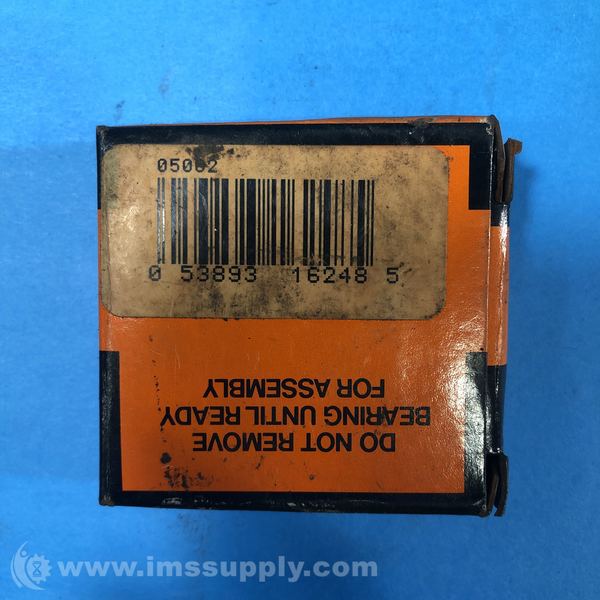 05062
0 53893 16248 5
DO NOT REMOVE
BEARING UNTIL READY
FOR ASSEMBLY
www.imssupply.com